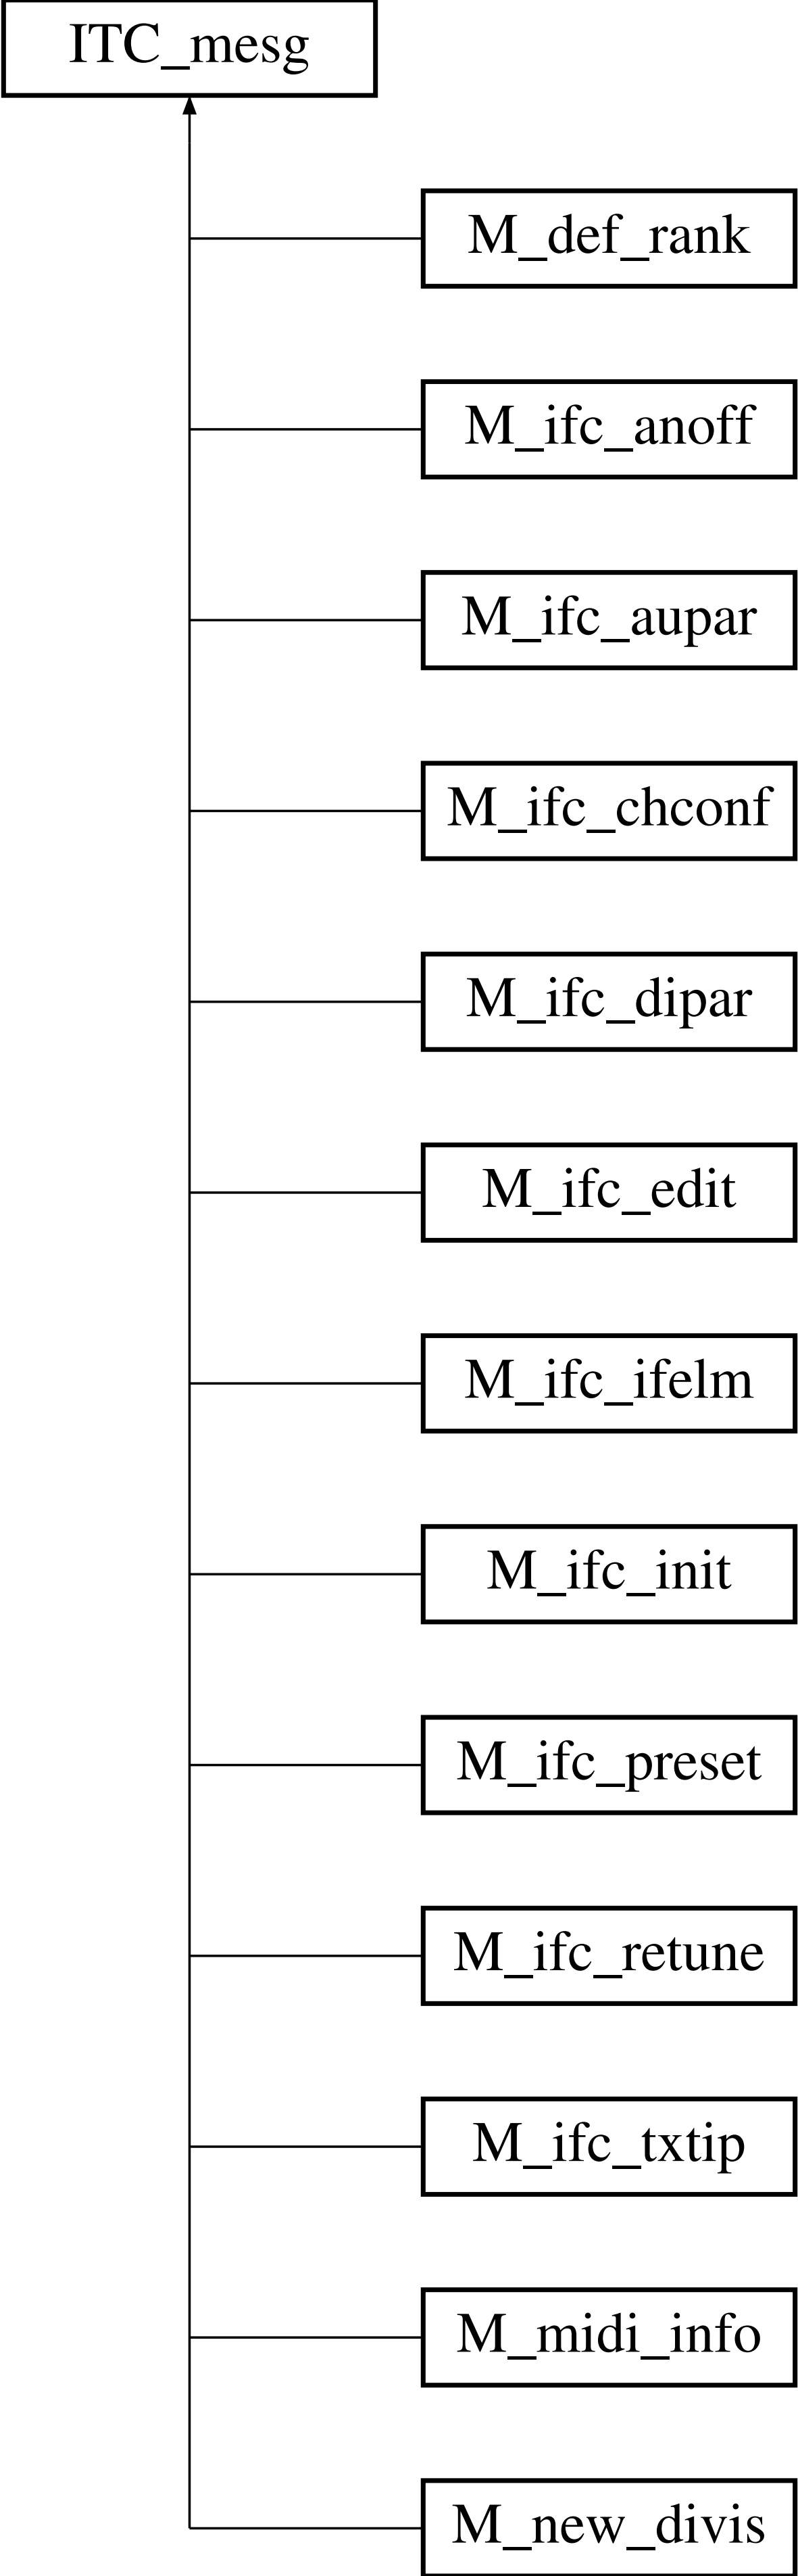 ITC_mesg
M_def_rank
M_ifc_anoff
M_ifc_aupar
M_ifc_chconf
M_ifc_dipar
M_ifc_edit
M_ifc_ifelm
M_ifc_init
M_ifc_preset
M_ifc_retune
M_ifc_txtip
M_midi_info
M_new_divis